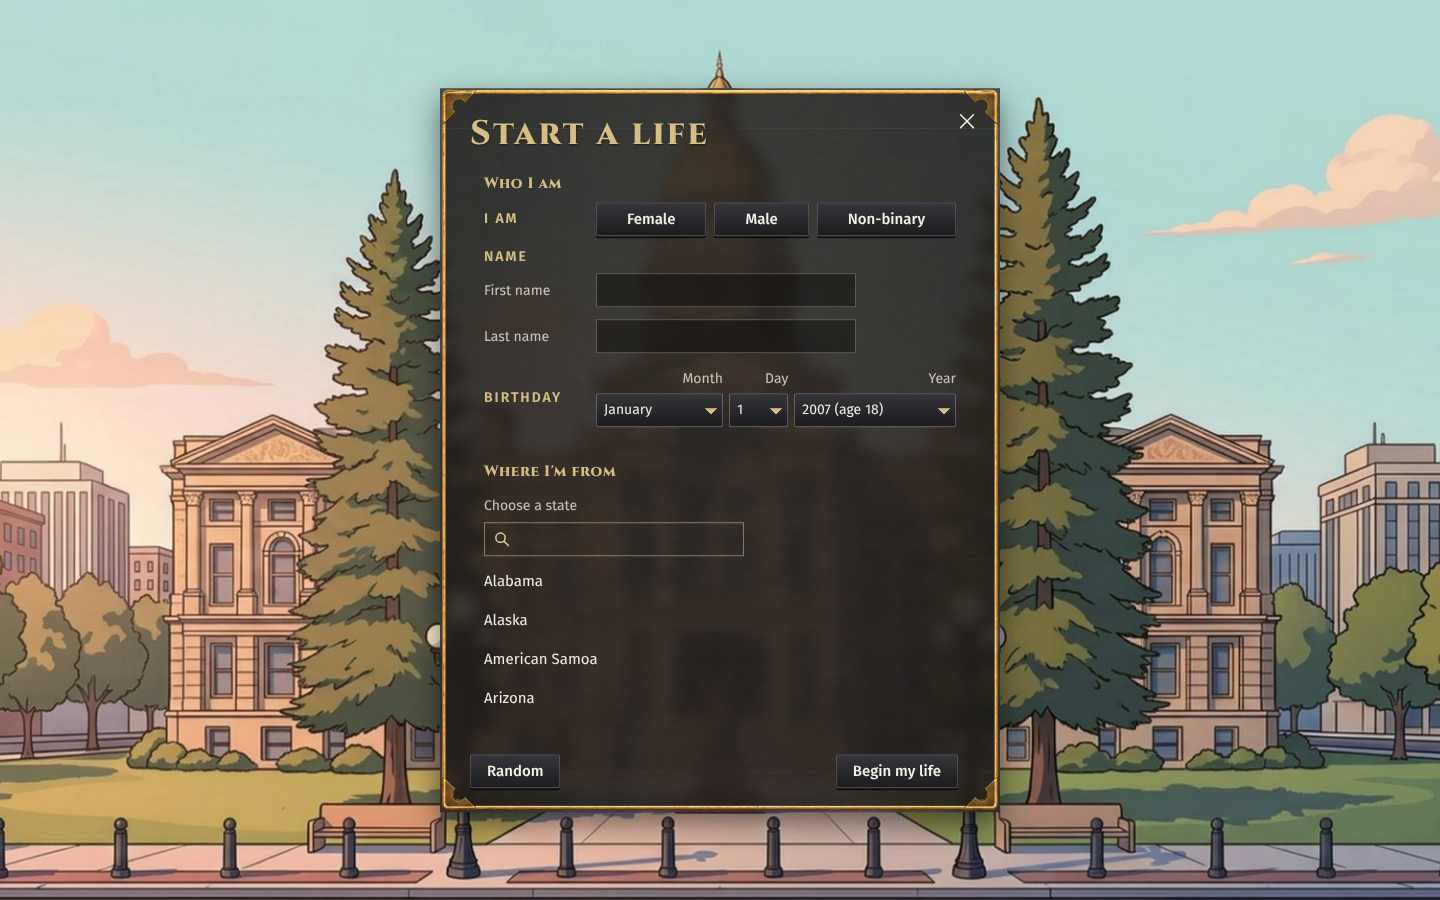 START A LIFE
WHO I AM
I AM
Female Male Non-binary
NAME
First name
Last name
Month Day Year
BIRTHDAY
January 1 2007 (age 18)
WHERE I'M FROM
Choose a state
Alabama
Alaska
American Samoa
Arizona
Random Begin my life